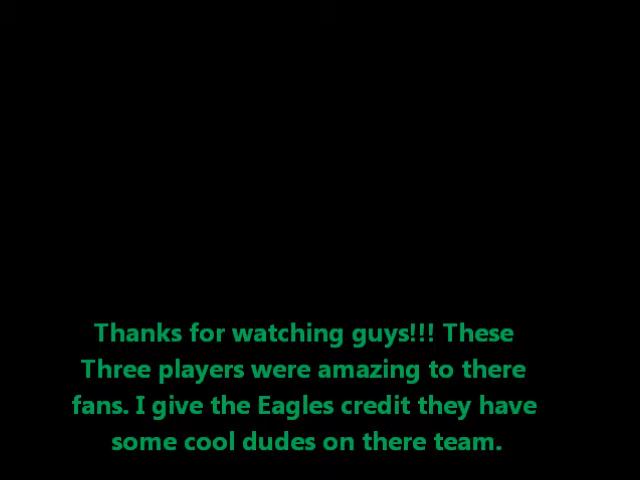 Thanks for watching guys!!! These
Three players were amazing to there
fans. I give the Eagles credit they have
some cool dudes on there team.